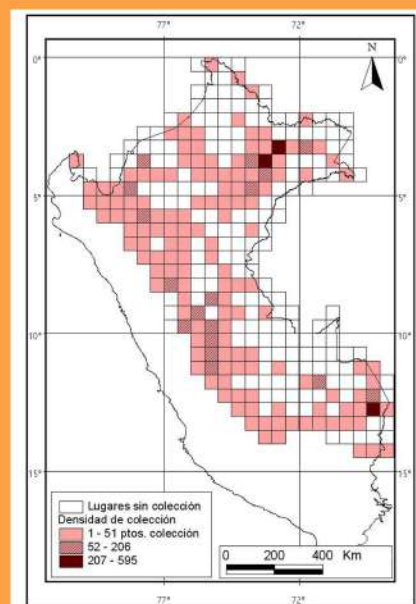 77° 72°
N
0° 0°
5° 5°
10° 10°
15° 15°
Lugares sin colección
Densidad de colección
1 - 51 ptos. colección
52 - 206
207 - 595
0 200 400 Km
77° 72°